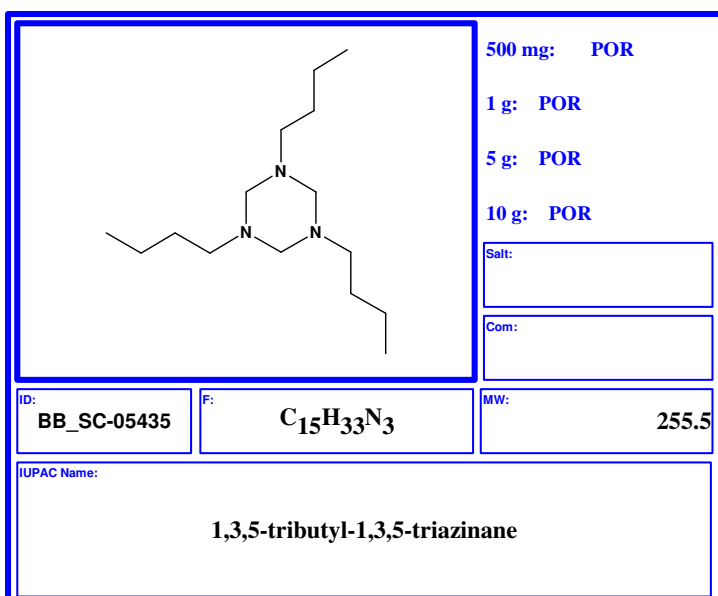 500 mg: POR
1 g: POR
5 g: POR
10 g: POR
N
N N
Salt:
Com:
ID:
BB_SC-05435
F:
C15H33N3
MW:
255.5
IUPAC Name:
1,3,5-tributyl-1,3,5-triazinane